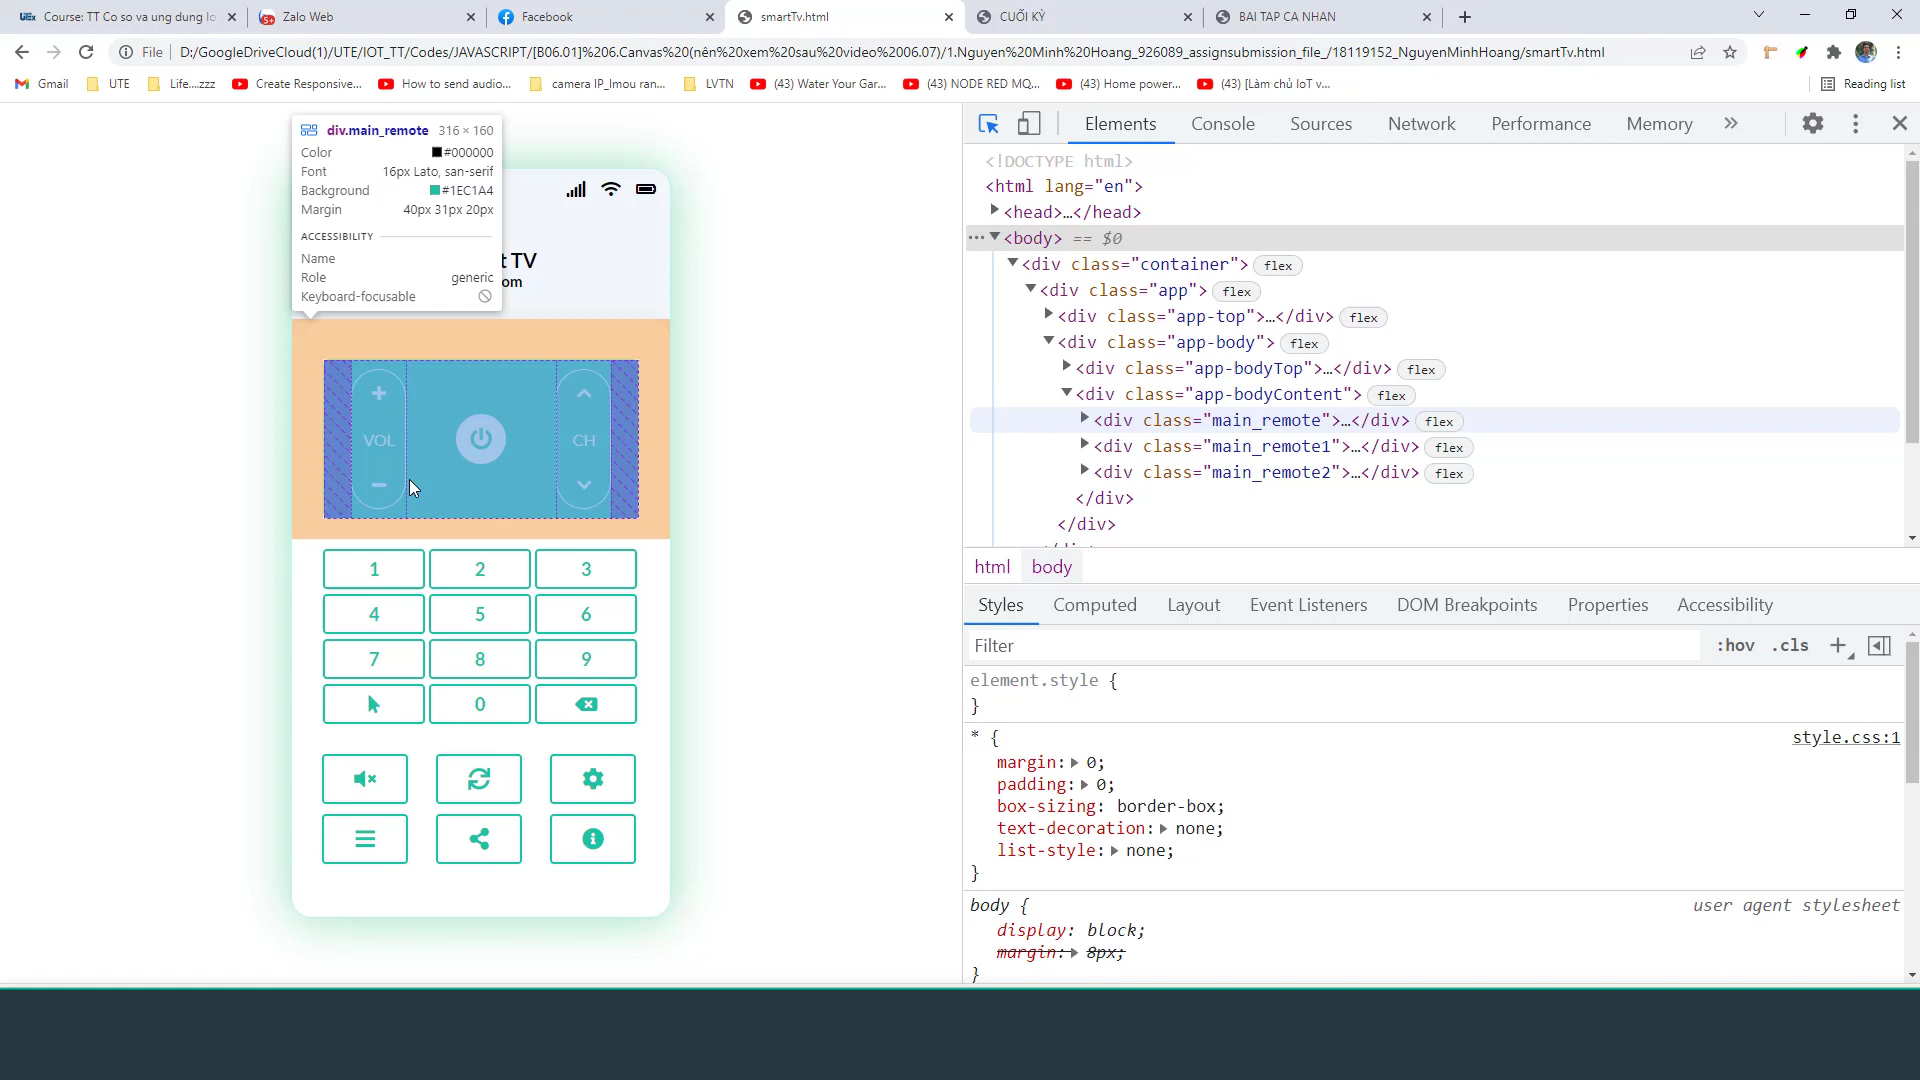 Course: TT Co so va ung dung Io
Zalo Web
Facebook
smartTv.html
CUỐI KỲ
BAI TAP CA NHAN
File
D:/GoogleDriveCloud(1)/UTE/IOT_TT/Codes/JAVASCRIPT/[B06.01]%206.Canvas%20(nên%20xem%20sau%20video%2006.07)/1.Nguyen%20Minh%20Hoang_926089_assignsubmission_file_/18119152_NguyenMinhHoang/smartTv.html
Gmail
UTE
Life....zzz
Create Responsive...
How to send audio...
camera IP_Imou ran...
LVTN
(43) Water Your Gar...
(43) NODE RED MQ...
(43) Home power...
(43) [Làm chủ IoT v...
Reading list
div.main_remote 316 × 160
Color #000000
Font 16px Lato, san-serif
Background #1EC1A4
Margin 40px 31px 20px
ACCESSIBILITY
Name
Role generic
Keyboard-focusable
t TV
om
VOL
CH
1 2 3
4 5 6
7 8 9
0
Elements Console Sources Network Performance Memory
<!DOCTYPE html>
<html lang="en">
<head>…</head>
<body> == $0
<div class="container"> flex
<div class="app"> flex
<div class="app-top">…</div> flex
<div class="app-body"> flex
<div class="app-bodyTop">…</div> flex
<div class="app-bodyContent"> flex
<div class="main_remote">…</div> flex
<div class="main_remote1">…</div> flex
<div class="main_remote2">…</div> flex
</div>
</div>
html body
Styles Computed Layout Event Listeners DOM Breakpoints Properties Accessibility
Filter :hov .cls
element.style {
}
* { style.css:1
margin: 0;
padding: 0;
box-sizing: border-box;
text-decoration: none;
list-style: none;
}
body { user agent stylesheet
display: block;
margin: 8px;
}